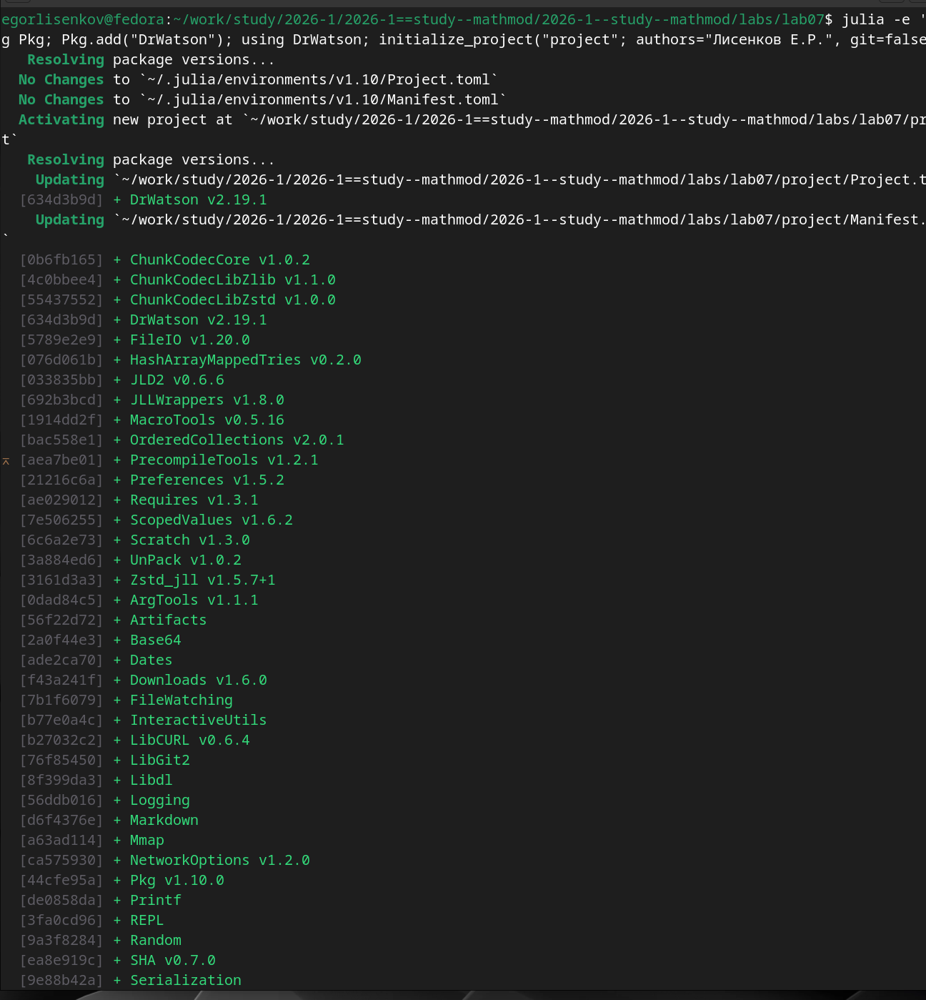 egorlisenkov@fedora:~/work/study/2026-1/2026-1==study--mathmod/2026-1--study--mathmod/labs/lab07$ julia -e '
g Pkg; Pkg.add("DrWatson"); using DrWatson; initialize_project("project"; authors="Лисенков Е.Р.", git=false
Resolving package versions...
No Changes to `~/.julia/environments/v1.10/Project.toml`
No Changes to `~/.julia/environments/v1.10/Manifest.toml`
Activating new project at `~/work/study/2026-1/2026-1==study--mathmod/2026-1--study--mathmod/labs/lab07/pr
t`
Resolving package versions...
Updating `~/work/study/2026-1/2026-1==study--mathmod/2026-1--study--mathmod/labs/lab07/project/Project.t
[634d3b9d] + DrWatson v2.19.1
Updating `~/work/study/2026-1/2026-1==study--mathmod/2026-1--study--mathmod/labs/lab07/project/Manifest.
`
[0b6fb165] + ChunkCodecCore v1.0.2
[4c0bbee4] + ChunkCodecLibZlib v1.1.0
[55437552] + ChunkCodecLibZstd v1.0.0
[634d3b9d] + DrWatson v2.19.1
[5789e2e9] + FileIO v1.20.0
[076d061b] + HashArrayMappedTries v0.2.0
[033835bb] + JLD2 v0.6.6
[692b3bcd] + JLLWrappers v1.8.0
[1914dd2f] + MacroTools v0.5.16
[bac558e1] + OrderedCollections v2.0.1
⌅ [aea7be01] + PrecompileTools v1.2.1
[21216c6a] + Preferences v1.5.2
[ae029012] + Requires v1.3.1
[7e506255] + ScopedValues v1.6.2
[6c6a2e73] + Scratch v1.3.0
[3a884ed6] + UnPack v1.0.2
[3161d3a3] + Zstd_jll v1.5.7+1
[0dad84c5] + ArgTools v1.1.1
[56f22d72] + Artifacts
[2a0f44e3] + Base64
[ade2ca70] + Dates
[f43a241f] + Downloads v1.6.0
[7b1f6079] + FileWatching
[b77e0a4c] + InteractiveUtils
[b27032c2] + LibCURL v0.6.4
[76f85450] + LibGit2
[8f399da3] + Libdl
[56ddb016] + Logging
[d6f4376e] + Markdown
[a63ad114] + Mmap
[ca575930] + NetworkOptions v1.2.0
[44cfe95a] + Pkg v1.10.0
[de0858da] + Printf
[3fa0cd96] + REPL
[9a3f8284] + Random
[ea8e919c] + SHA v0.7.0
[9e88b42a] + Serialization